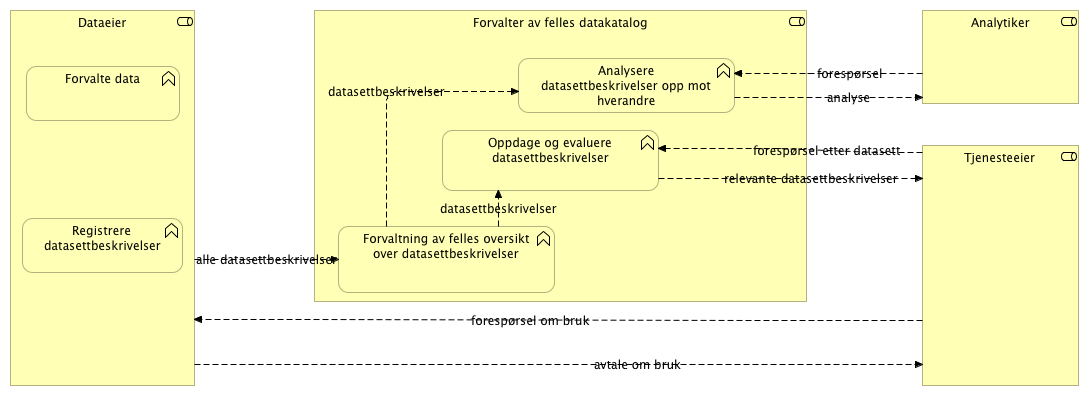 Dataeier
Forvalte data
Registrere
datasettbeskrivelser
Forvalter av felles datakatalog
Analysere
datasettbeskrivelser opp mot
hverandre
datasettbeskrivelser
Oppdage og evaluere
datasettbeskrivelser
datasettbeskrivelser
Forvaltning av felles oversikt
over datasettbeskrivelser
alle datasettbeskrivelser
Analytiker
forespørsel
analyse
Tjenesteeier
forespørsel etter datasett
relevante datasettbeskrivelser
forespørsel om bruk
avtale om bruk